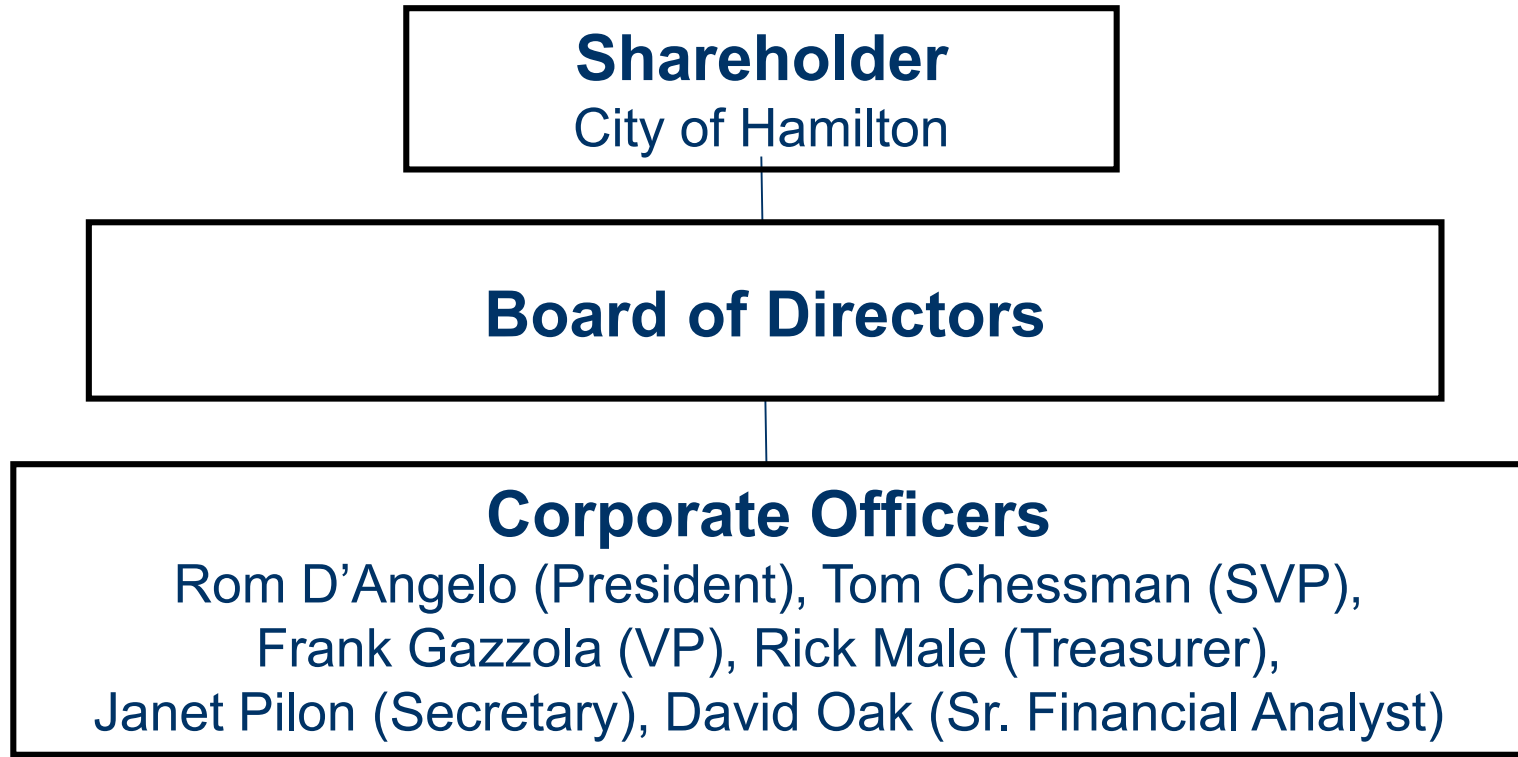 Shareholder
City of Hamilton
Board of Directors
Corporate Officers
Rom D’Angelo (President), Tom Chessman (SVP),
Frank Gazzola (VP), Rick Male (Treasurer),
Janet Pilon (Secretary), David Oak (Sr. Financial Analyst)